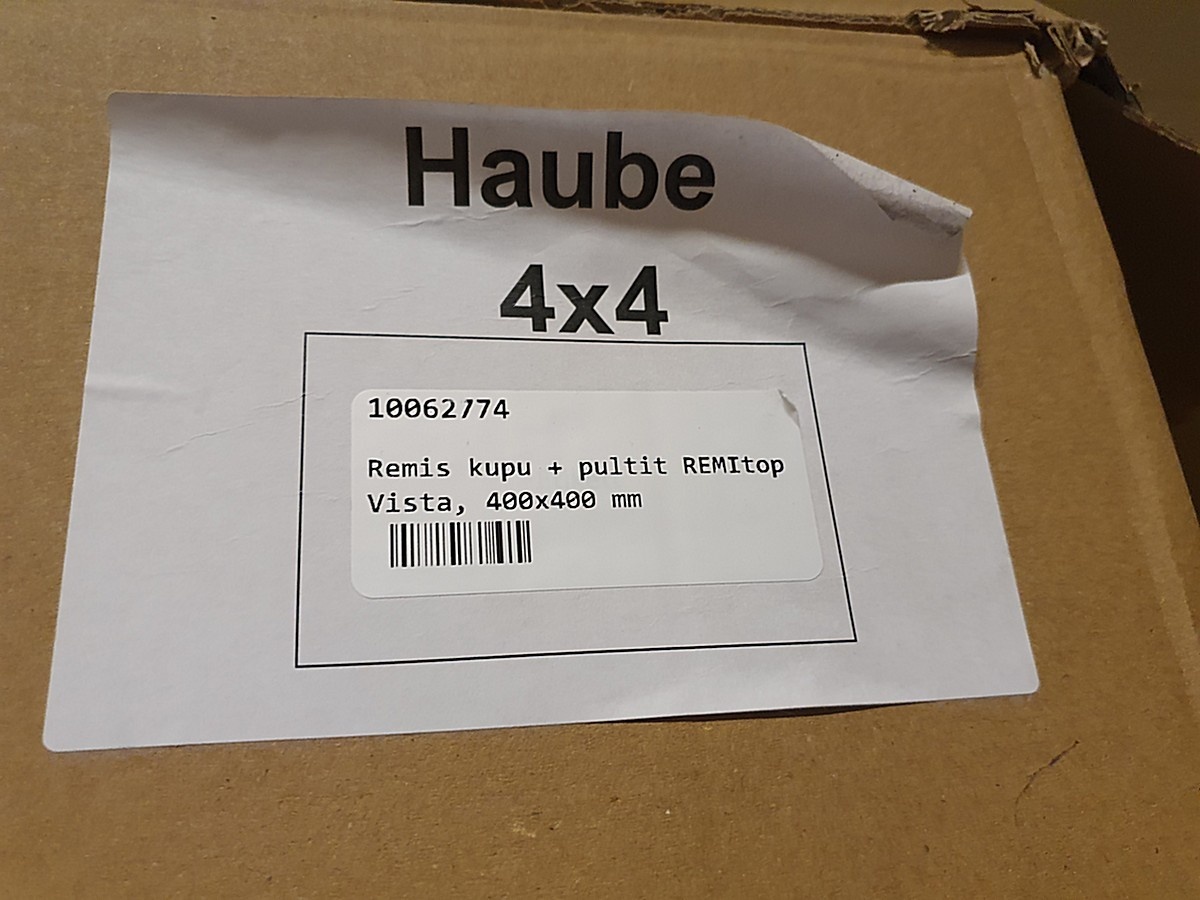 Haube
4x4
10062774
Remis kupu + pultit REMItop
Vista, 400x400 mm